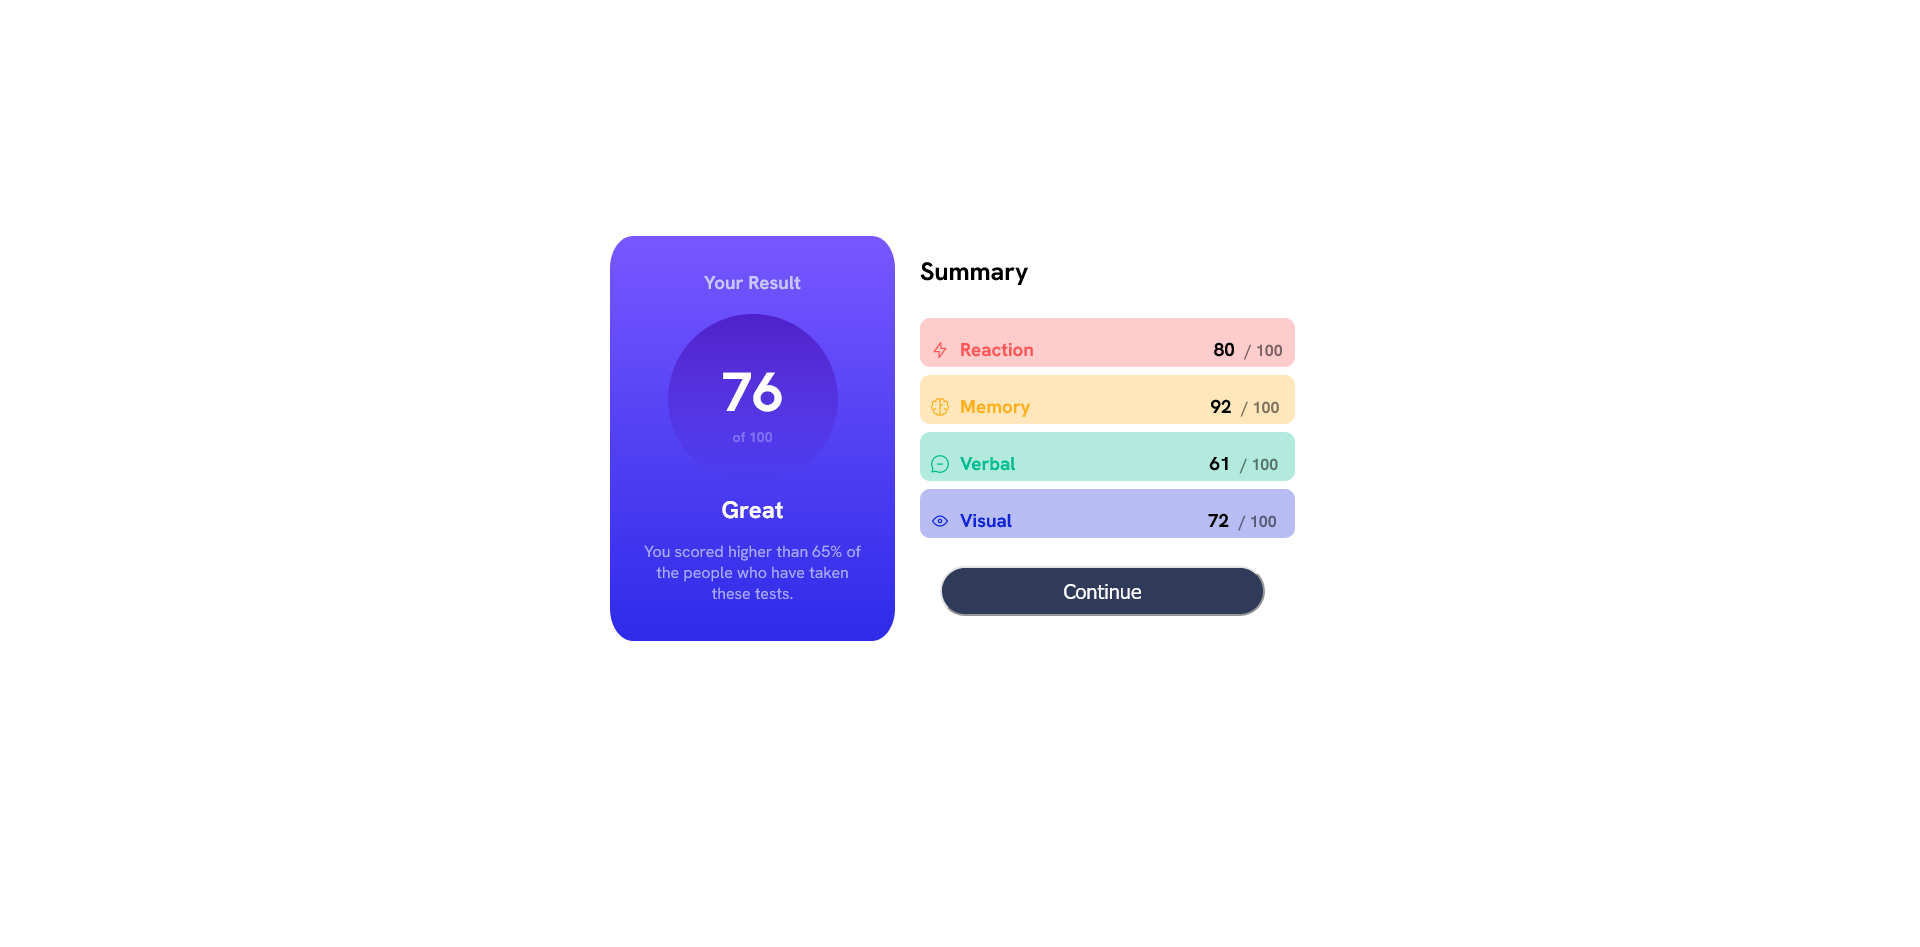 Your Result
76
of 100
Great
You scored higher than 65% of
the people who have taken
these tests.
Summary
Reaction 80 / 100
Memory 92 / 100
Verbal 61 / 100
Visual 72 / 100
Continue